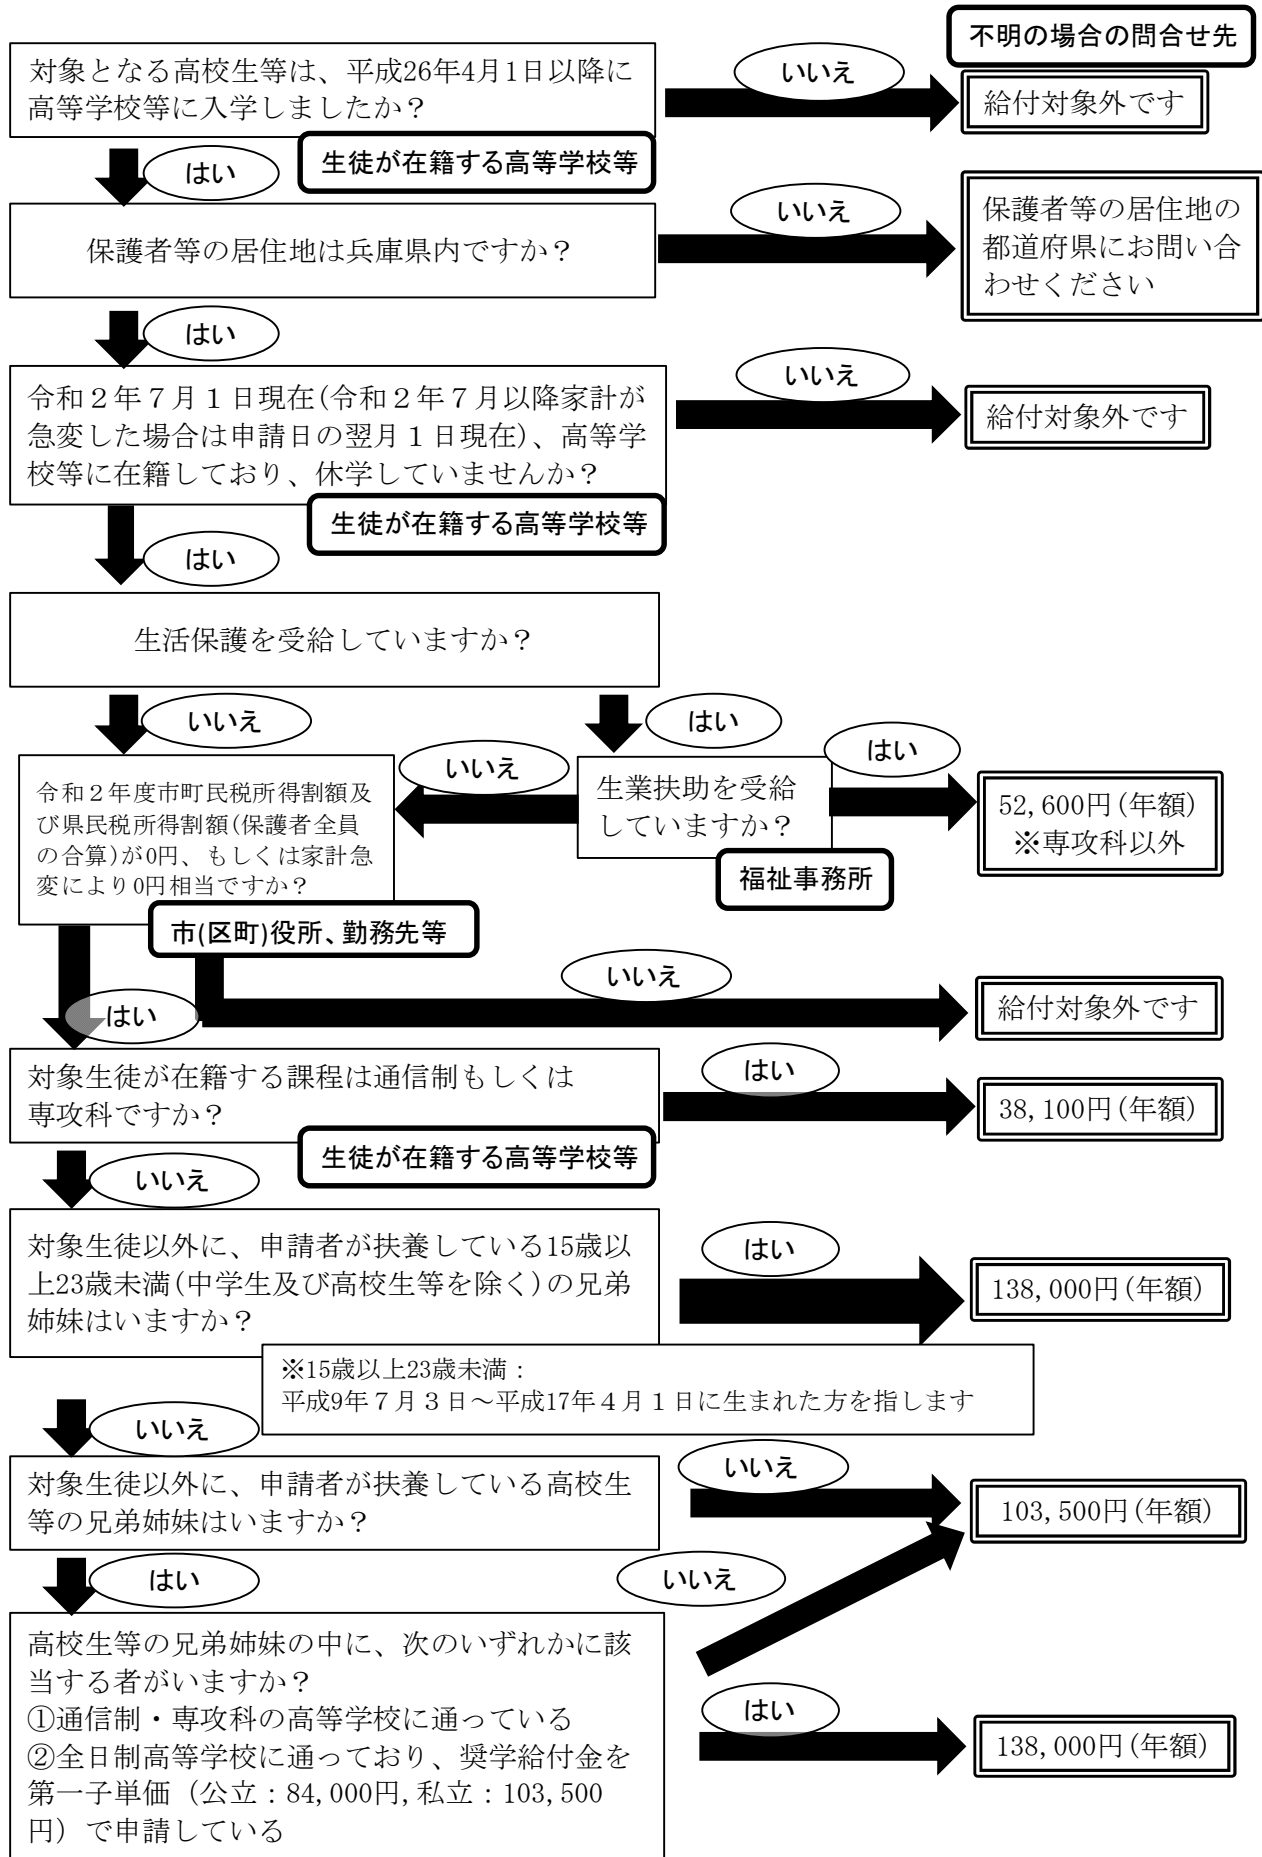 不明の場合の問合せ先
対象となる高校生等は、平成26年4月1日以降に
高等学校等に入学しましたか？
いいえ
給付対象外です
生徒が在籍する高等学校等
はい
保護者等の居住地は兵庫県内ですか？
いいえ
保護者等の居住地の
都道府県にお問い合
わせください
はい
令和２年７月１日現在(令和２年７月以降家計が
急変した場合は申請日の翌月１日現在)、高等学
校等に在籍しており、休学していませんか？
いいえ
給付対象外です
生徒が在籍する高等学校等
はい
生活保護を受給していますか？
いいえ
はい
令和２年度市町民税所得割額及
び県民税所得割額(保護者全員
の合算)が0円、もしくは家計急
変により0円相当ですか？
いいえ
生業扶助を受給
していますか？
はい
52,600円(年額)
※専攻科以外
福祉事務所
市(区町)役所、勤務先等
いいえ
給付対象外です
はい
対象生徒が在籍する課程は通信制もしくは
専攻科ですか？
はい
38,100円(年額)
生徒が在籍する高等学校等
いいえ
対象生徒以外に、申請者が扶養している15歳以
上23歳未満(中学生及び高校生等を除く)の兄弟
姉妹はいますか？
はい
138,000円(年額)
※15歳以上23歳未満：
平成9年７月３日～平成17年４月１日に生まれた方を指します
いいえ
対象生徒以外に、申請者が扶養している高校生
等の兄弟姉妹はいますか？
いいえ
103,500円(年額)
はい
いいえ
高校生等の兄弟姉妹の中に、次のいずれかに該
当する者がいますか？
①通信制・専攻科の高等学校に通っている
②全日制高等学校に通っており、奨学給付金を
第一子単価（公立：84,000円,私立：103,500
円）で申請している
はい
138,000円(年額)